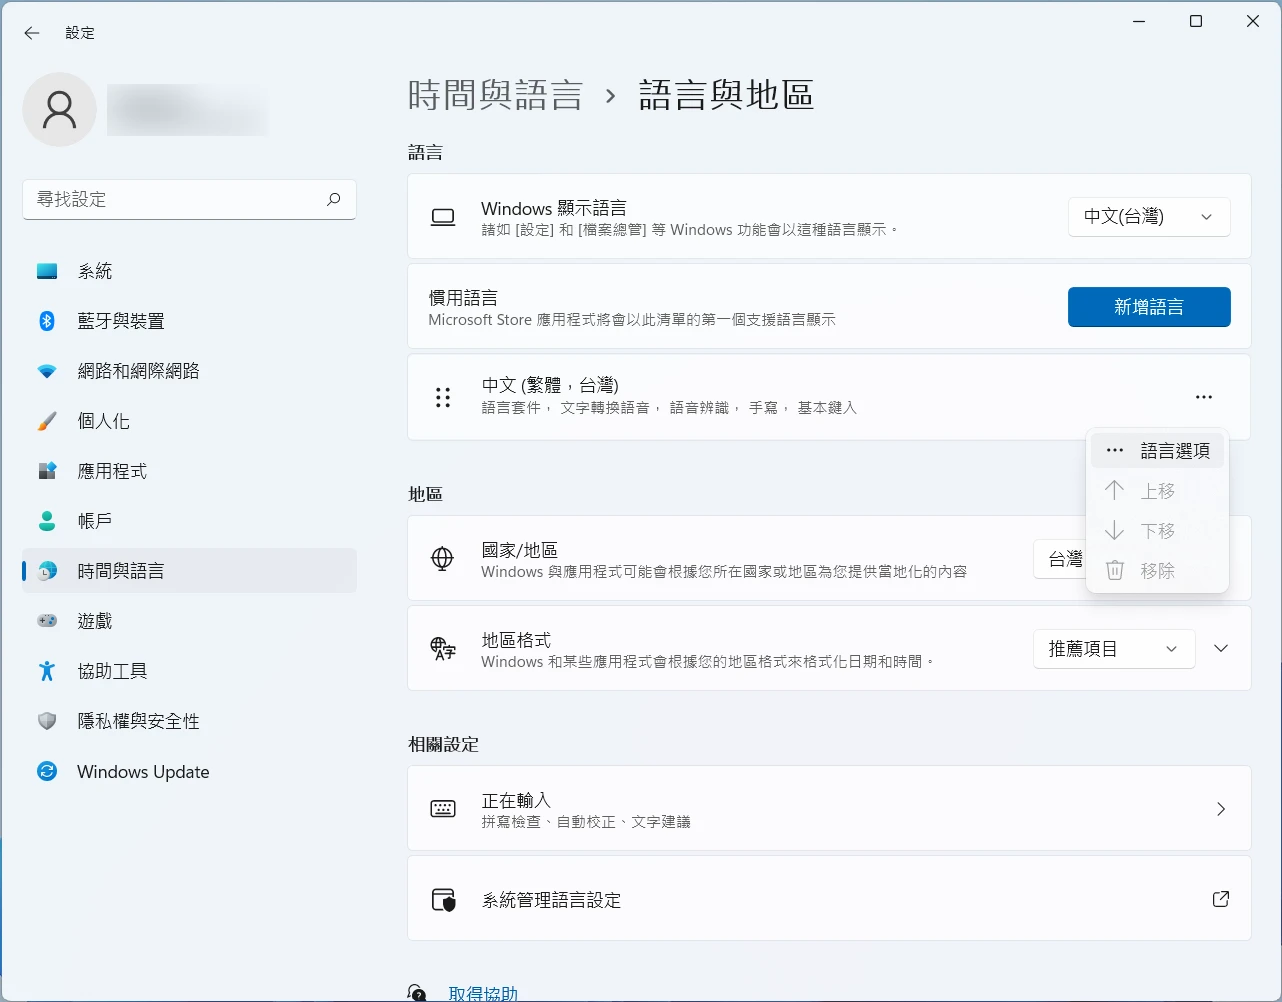 設定
尋找設定
系統
藍牙與裝置
網路和網際網路
個人化
應用程式
帳戶
時間與語言
遊戲
協助工具
隱私權與安全性
Windows Update
時間與語言 › 語言與地區
語言
Windows 顯示語言
諸如 [設定] 和 [檔案總管] 等 Windows 功能會以這種語言顯示。
中文(台灣)
慣用語言
Microsoft Store 應用程式將會以此清單的第一個支援語言顯示
新增語言
中文 (繁體，台灣)
語言套件， 文字轉換語音， 語音辨識， 手寫， 基本鍵入
語言選項
上移
下移
移除
地區
國家/地區
Windows 與應用程式可能會根據您所在國家或地區為您提供當地化的內容
台灣
地區格式
Windows 和某些應用程式會根據您的地區格式來格式化日期和時間。
推薦項目
相關設定
正在輸入
拼寫檢查、自動校正、文字建議
系統管理語言設定
取得協助